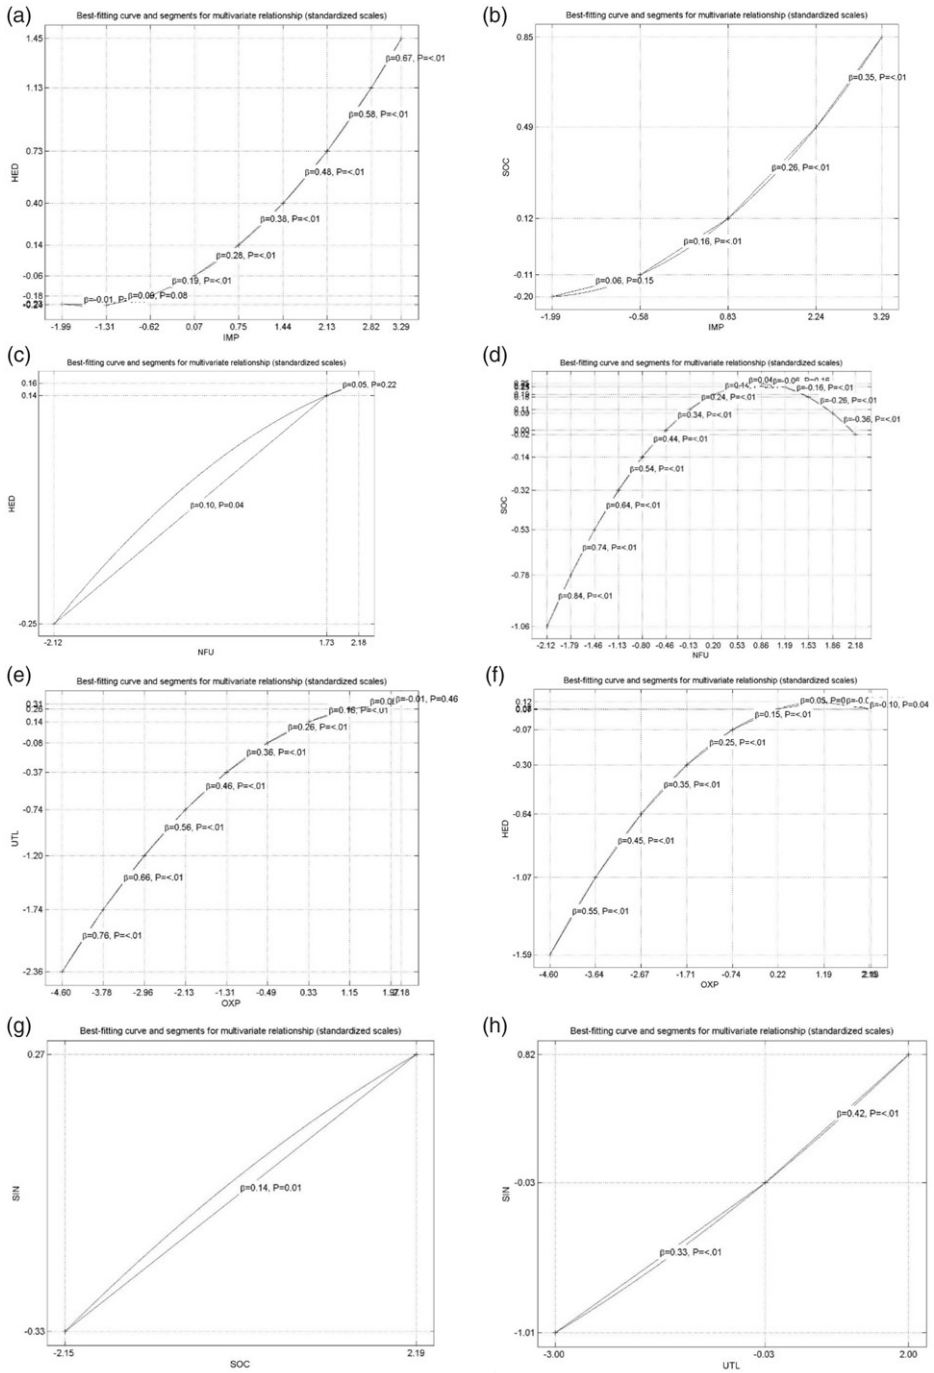 (a)
Best-fitting curve and segments for multivariate relationship (standardized scales)
1.45
β=0.67, P=<.01
1.13
β=0.58, P=<.01
HED
0.73
β=0.48, P=<.01
0.40
β=0.38, P=<.01
0.14
β=0.28, P=<.01
-0.06
β=0.19, P=<.01
-0.18
β=-0.01, P
P=0.08
-1.99 -1.31 -0.62 0.07 0.75 1.44 2.13 2.82 3.29
IMP
(b)
Best-fitting curve and segments for multivariate relationship (standardized scales)
0.85
β=0.35, P=<.01
SOC
0.49
β=0.26, P=<.01
0.12
β=0.16, P=<.01
-0.11
β=0.06, P=0.15
-0.20
-1.99 -0.58 0.83 2.24 3.29
IMP
(c)
Best-fitting curve and segments for multivariate relationship (standardized scales)
0.16
β=0.05, P=0.22
0.14
HED
β=0.10, P=0.04
-0.25
-2.12 1.73 2.18
NFU
(d)
Best-fitting curve and segments for multivariate relationship (standardized scales)
β=-0.16, P=<.01
β=0.24, P=<.01
β=-0.26, P=<.01
β=0.34, P=<.01
β=-0.36, P=<.01
0.00
-0.02
β=0.44, P=<.01
-0.14
β=0.54, P=<.01
-0.32
SOC
β=0.64, P=<.01
-0.53
β=0.74, P=<.01
-0.78
β=0.84, P=<.01
-1.06
-2.12 -1.79 -1.46 -1.13 -0.80 -0.46 -0.13 0.20 0.53 0.86 1.19 1.53 1.86 2.18
NFU
(e)
Best-fitting curve and segments for multivariate relationship (standardized scales)
β=-0.01, P=0.46
0.31
β=0.16, P=<.01
0.14
β=0.26, P=<.01
-0.08
β=0.36, P=<.01
-0.37
β=0.46, P=<.01
-0.74
β=0.56, P=<.01
UTL
-1.20
β=0.66, P=<.01
-1.74
β=0.76, P=<.01
-2.36
-4.60 -3.78 -2.96 -2.13 -1.31 -0.49 0.33 1.15
OXP
(f)
Best-fitting curve and segments for multivariate relationship (standardized scales)
β=0.05,
β=-0.10, P=0.04
β=0.15, P=<.01
-0.07
β=0.25, P=<.01
-0.30
β=0.35, P=<.01
-0.64
HED
β=0.45, P=<.01
-1.07
β=0.55, P=<.01
-1.59
-4.60 -3.64 -2.67 -1.71 -0.74 0.22 1.19
OXP
(g)
Best-fitting curve and segments for multivariate relationship (standardized scales)
0.27
SIN
β=0.14, P=0.01
-0.33
-2.15 2.19
SOC
(h)
Best-fitting curve and segments for multivariate relationship (standardized scales)
0.82
β=0.42, P=<.01
-0.03
SIN
β=0.33, P=<.01
-1.01
-3.00 -0.03 2.00
UTL